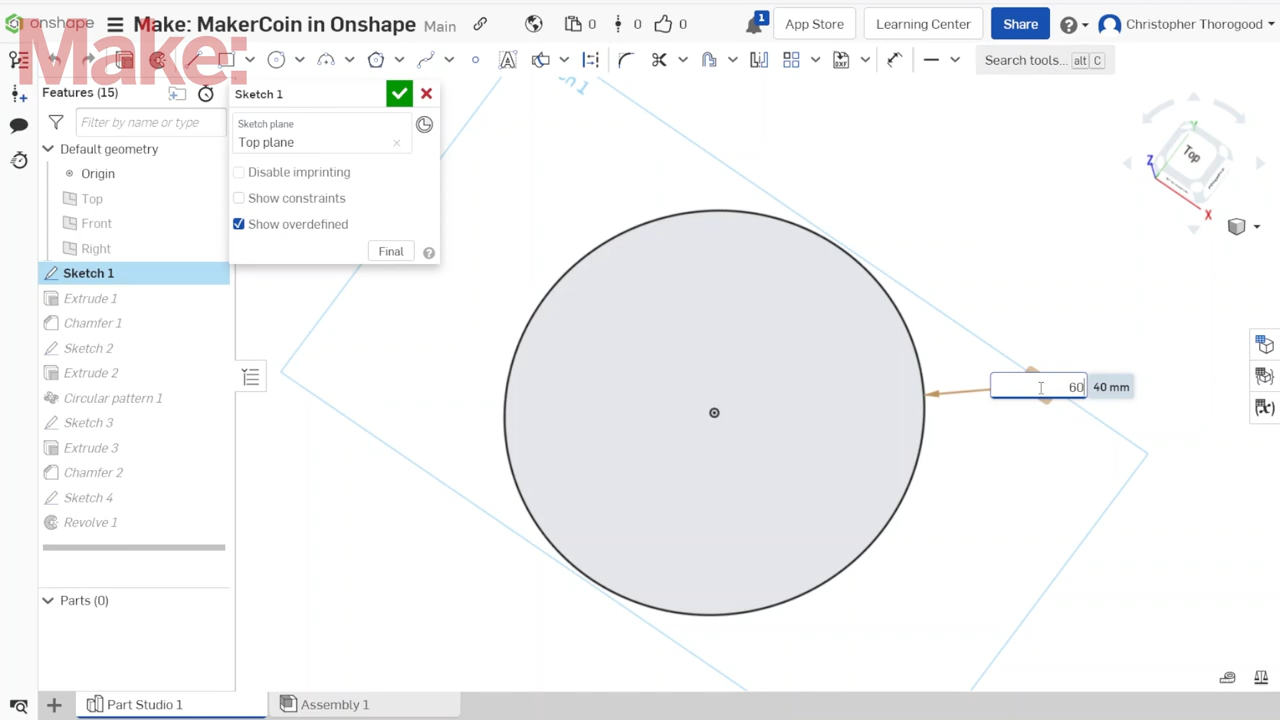 onshape
Make: MakerCoin in Onshape Main
0
0
0
1
App Store
Learning Center
Share
Christopher Thorogood
Make:
Search tools... alt C
Features (15)
Filter by name or type
Default geometry
Origin
Top
Front
Right
Sketch 1
Extrude 1
Chamfer 1
Sketch 2
Extrude 2
Circular pattern 1
Sketch 3
Extrude 3
Chamfer 2
Sketch 4
Revolve 1
Parts (0)
Sketch 1
Sketch plane
Top plane
Disable imprinting
Show constraints
Show overdefined
Final
60 40 mm
Top
Z
Y
X
Part Studio 1
Assembly 1